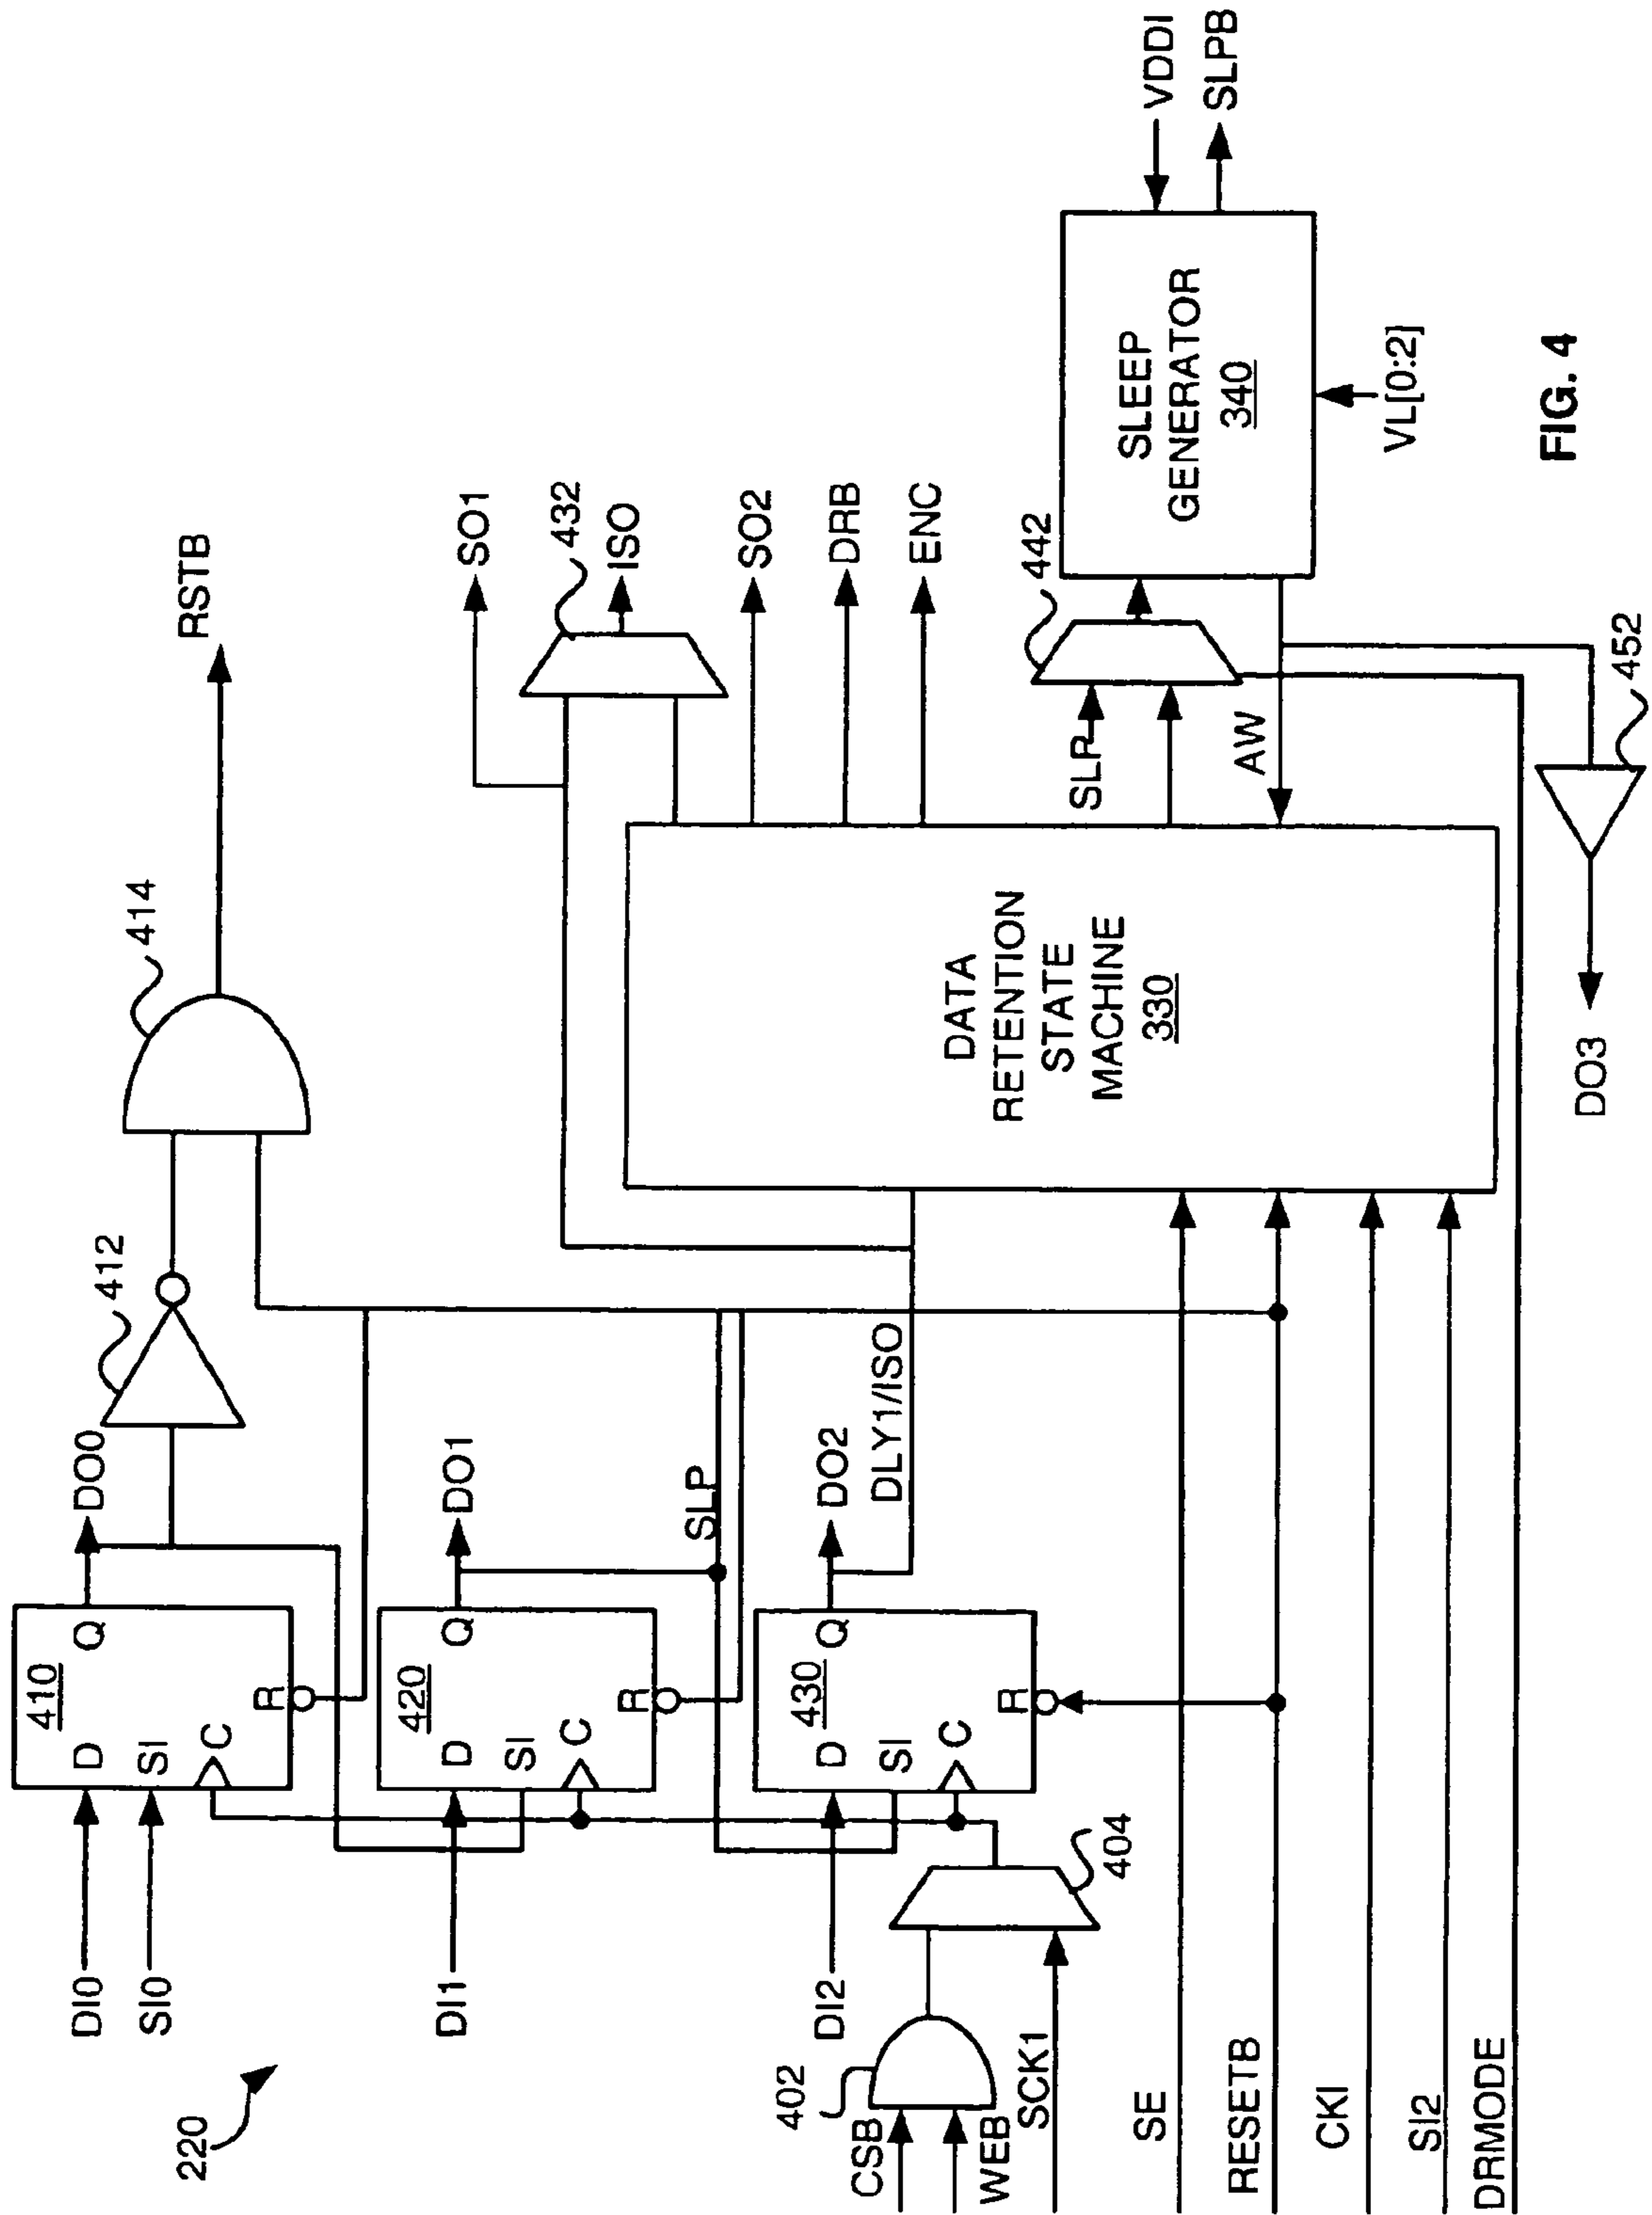 220
DI0
SI0
410
D
SI
C
Q
R
DO0
412
414
RSTB
DI1
420
D
SI
C
Q
R
DO1
SLP
DI2
430
D
SI
C
Q
R
DO2
DLY1/ISO
402
CSB
WEB
SCK1
404
SE
RESETB
CKI
SI2
DRMODE
DATA
RETENTION
STATE
MACHINE
330
SO1
432
ISO
SO2
DRB
ENC
SLP
442
AW
SLEEP
GENERATOR
340
VDDI
SLPB
VL[0:2]
452
DO3
FIG. 4